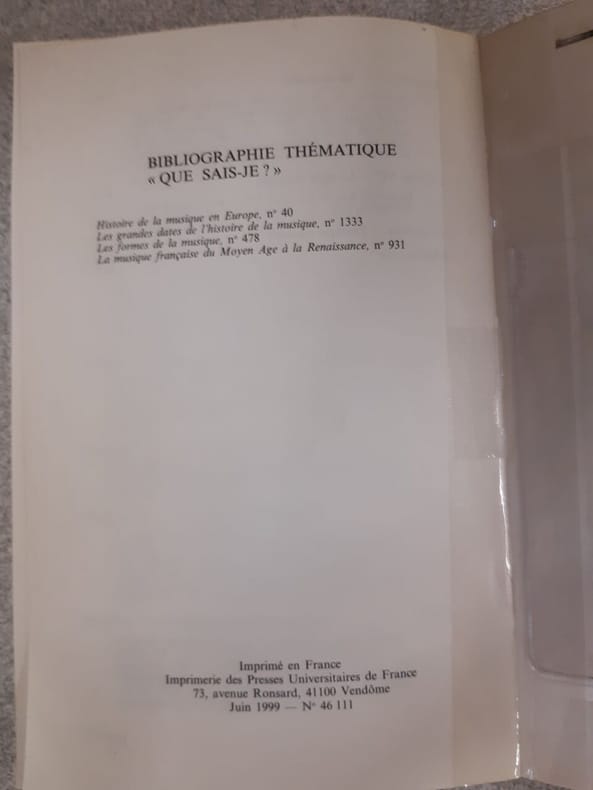 BIBLIOGRAPHIE THÉMATIQUE
« QUE SAIS-JE ? »
Histoire de la musique en Europe, n° 40
Les grandes dates de l'histoire de la musique, n° 1333
Les formes de la musique, n° 478
La musique française du Moyen Age à la Renaissance, n° 931
Imprimé en France
Imprimerie des Presses Universitaires de France
73, avenue Ronsard, 41100 Vendôme
Juin 1999 — N° 46 111